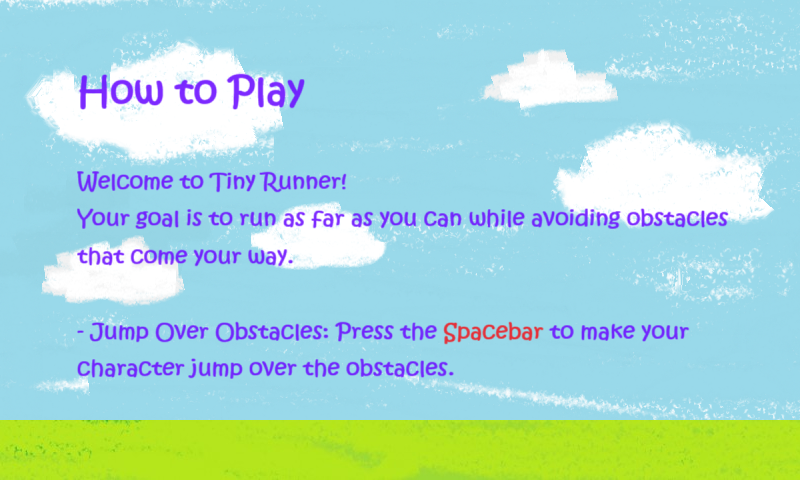 How to Play
Welcome to Tiny Runner!
Your goal is to run as far as you can while avoiding obstacles
that come your way.
- Jump Over Obstacles: Press the Spacebar to make your
character jump over the obstacles.